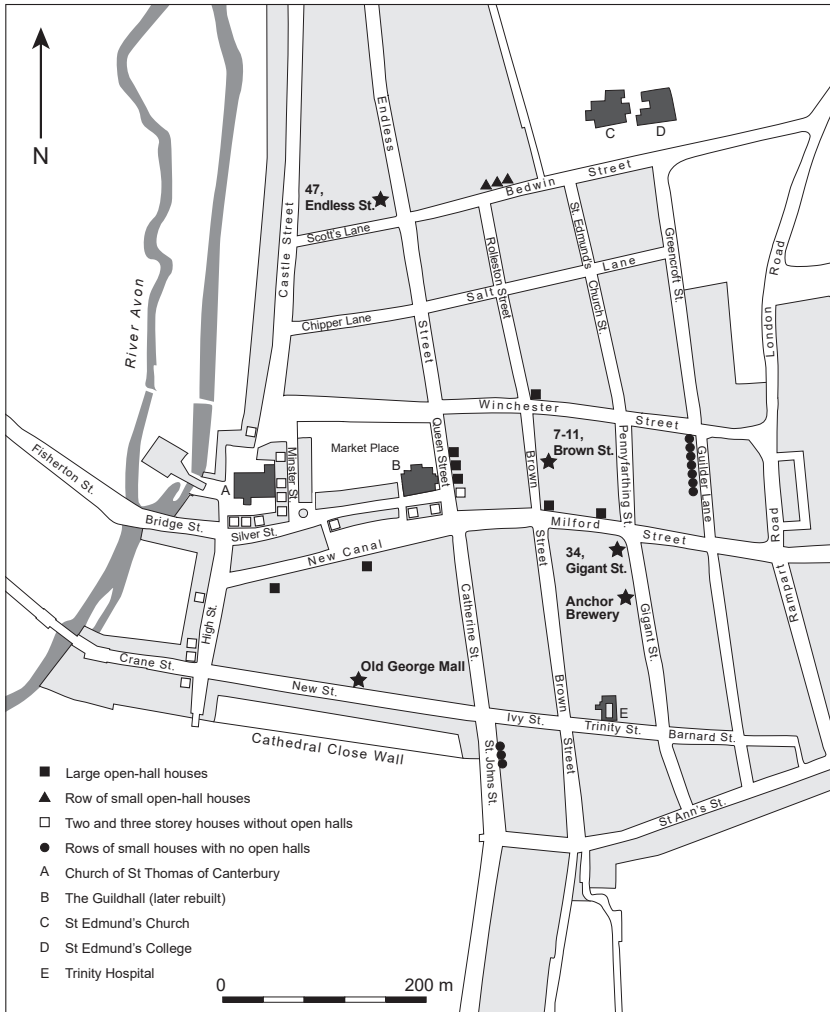 N
C
D
Endless
Bedwin Street
47,
Endless St.
Scott's Lane
Castle Street
River Avon
Rolleston Street
St. Edmund's
Church St.
Greencroft St.
London Road
Salt Lane
Chipper Lane
Street
Winchester Street
Market Place
Minster St.
Queen Street
B
A
7-11,
Brown St.
Brown
Pennyfarthing St.
Guilder Lane
Fisherton St.
Bridge St.
Silver St.
Milford Street
Street
Road
Rampart
New Canal
34,
Gigant St.
High St.
Catherine St.
Anchor
Brewery
Gigant St.
Crane St.
Old George Mall
New St.
Brown
Street
Ivy St.
E
Trinity St.
Barnard St.
Cathedral Close Wall
St. Johns St.
St Ann's St.
Large open-hall houses
Row of small open-hall houses
Two and three storey houses without open halls
Rows of small houses with no open halls
A Church of St Thomas of Canterbury
B The Guildhall (later rebuilt)
C St Edmund's Church
D St Edmund's College
E Trinity Hospital
0 200 m